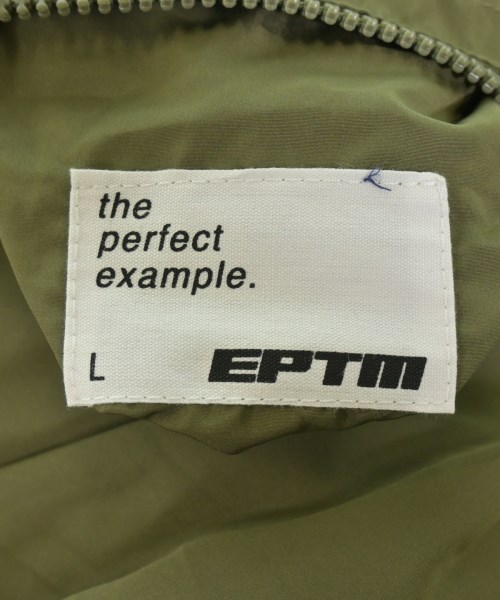 the
perfect
example.
L
EPTM